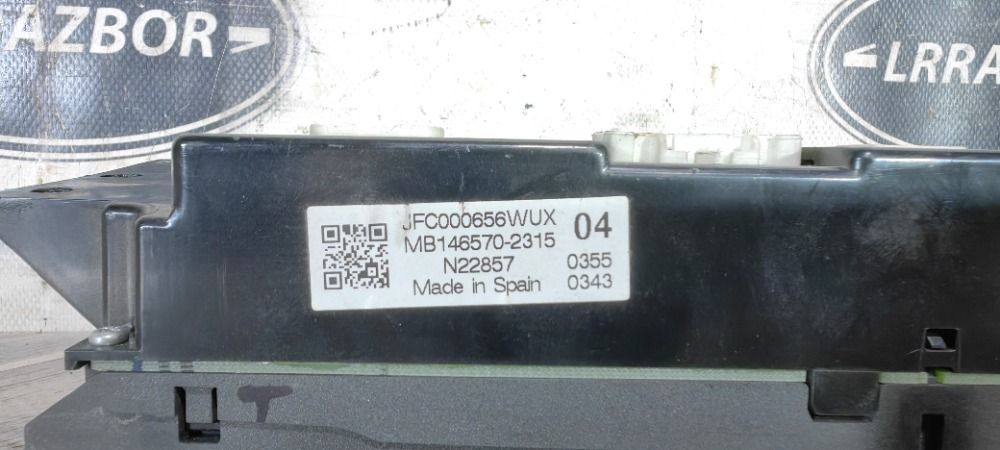 AZBOR
LRRA
JFC000656WUX 04
MB146570-2315
N22857 0355
Made in Spain 0343